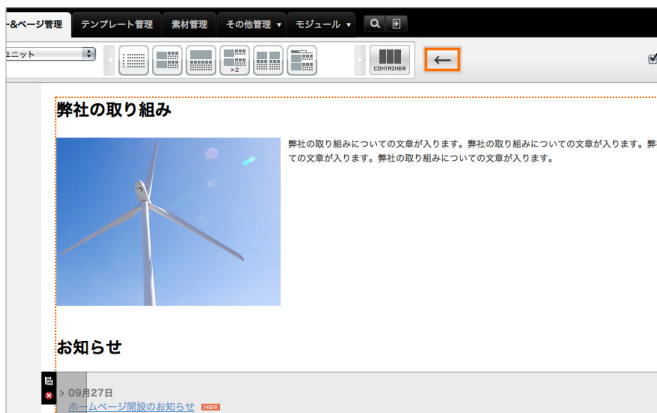 &ページ管理 テンプレート管理 素材管理 その他管理 ▼ モジュール ▼
ユニット
×2
CONTAINER
←
弊社の取り組み
弊社の取り組みについての文章が入ります。弊社の取り組みについての文章が入ります。弊
ての文章が入ります。弊社の取り組みについての文章が入ります。
お知らせ
> 09月27日
ホームページ開設のお知らせ NEW